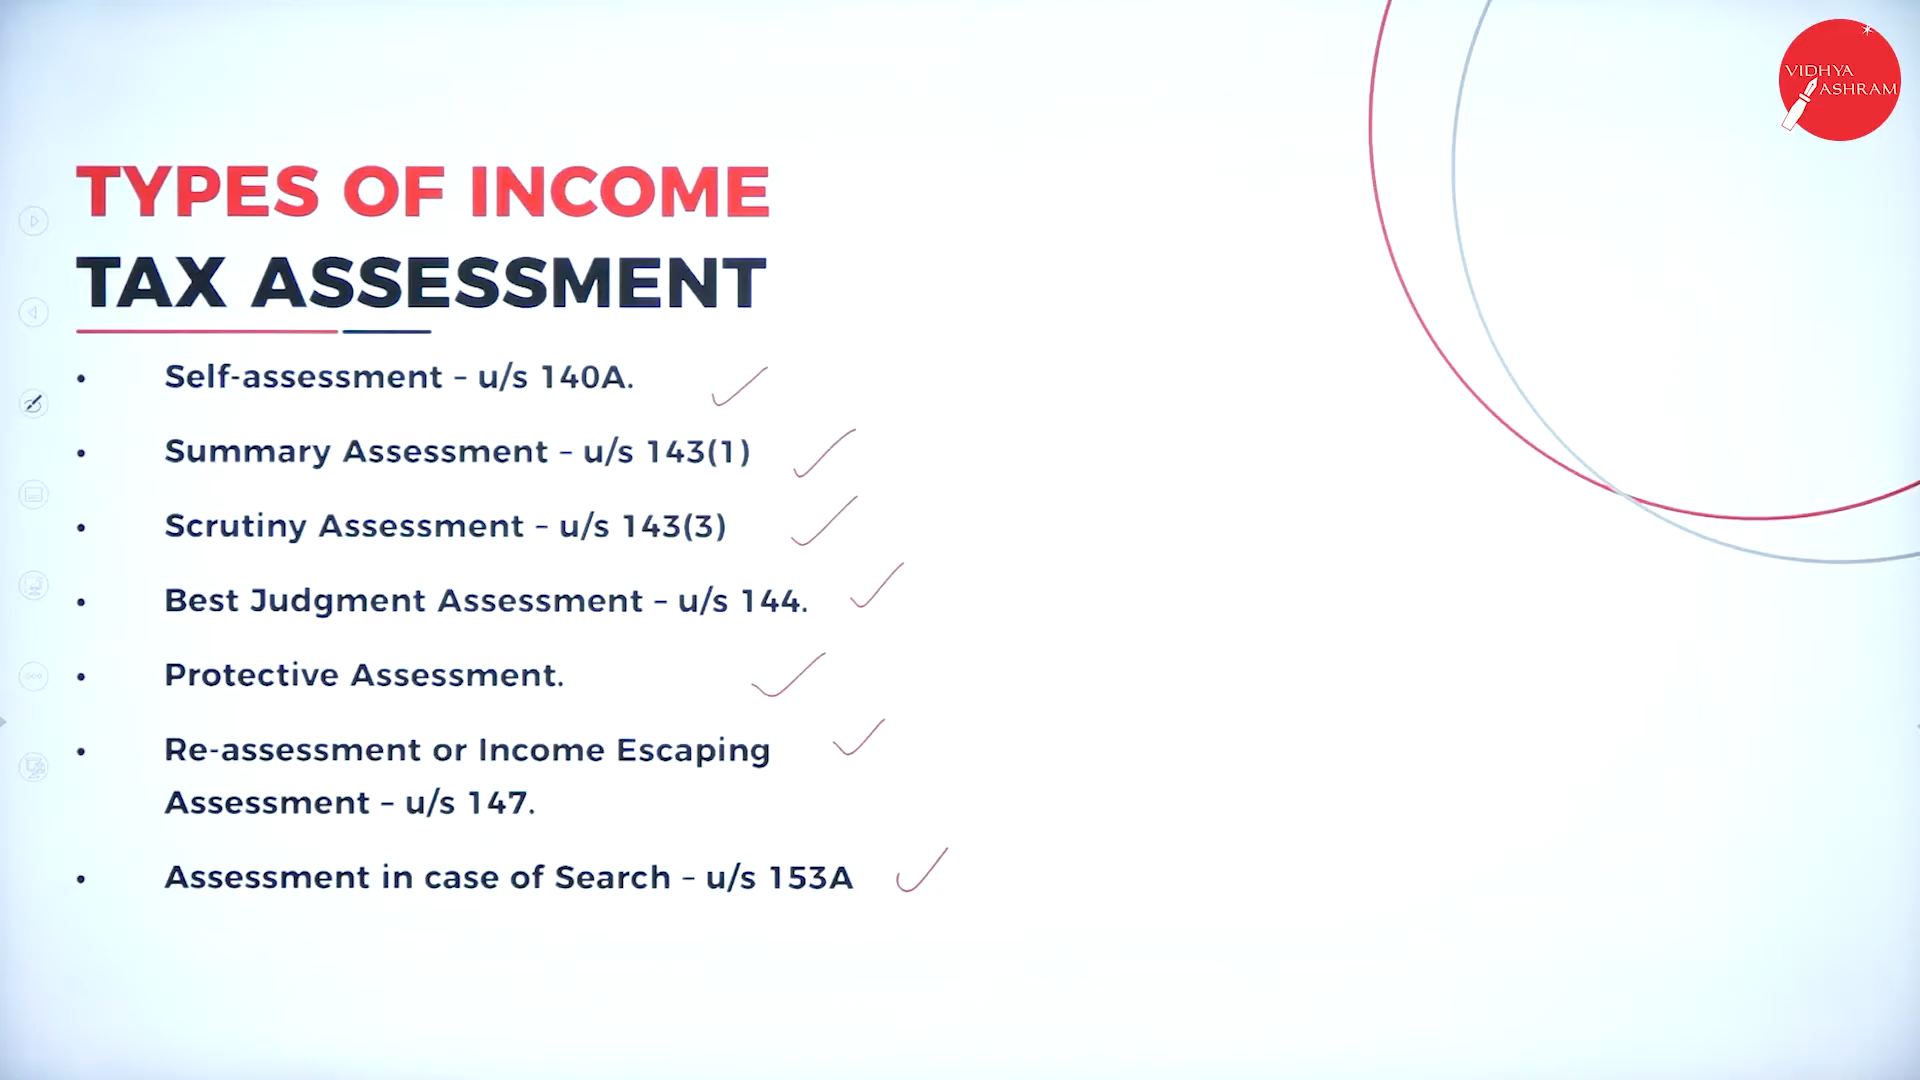 VIDHYA
ASHRAM
TYPES OF INCOME
TAX ASSESSMENT
• Self-assessment – u/s 140A.
• Summary Assessment – u/s 143(1)
• Scrutiny Assessment – u/s 143(3)
• Best Judgment Assessment – u/s 144.
• Protective Assessment.
• Re-assessment or Income Escaping
Assessment – u/s 147.
• Assessment in case of Search – u/s 153A